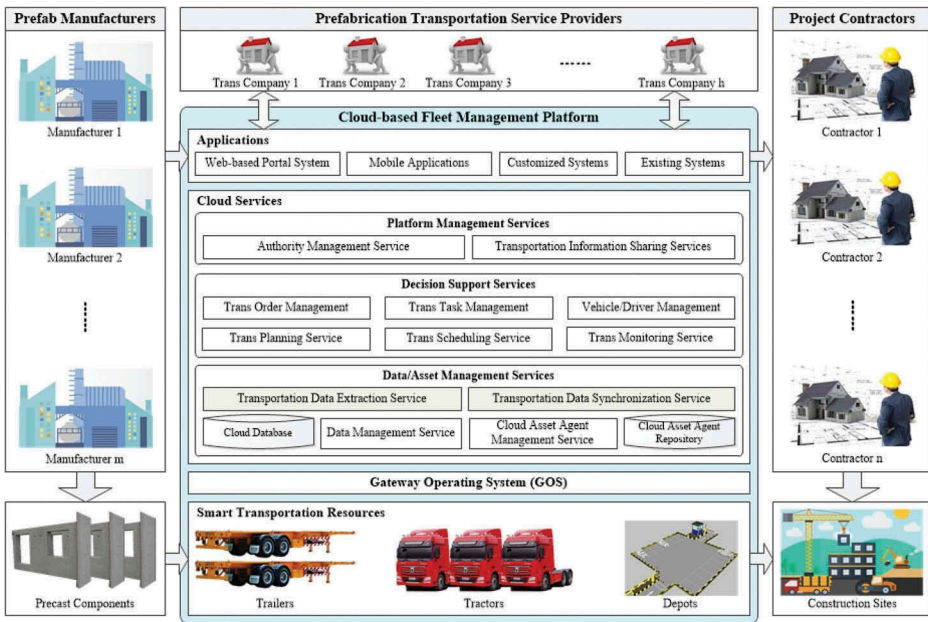 Prefab Manufacturers
Manufacturer 1
Manufacturer 2
Manufacturer m
Precast Components
Prefabrication Transportation Service Providers
Trans Company 1
Trans Company 2
Trans Company 3
......
Trans Company h
Cloud-based Fleet Management Platform
Applications
Web-based Portal System
Mobile Applications
Customized Systems
Existing Systems
Cloud Services
Platform Management Services
Authority Management Service
Transportation Information Sharing Services
Decision Support Services
Trans Order Management
Trans Task Management
Vehicle/Driver Management
Trans Planning Service
Trans Scheduling Service
Trans Monitoring Service
Data/Asset Management Services
Transportation Data Extraction Service
Transportation Data Synchronization Service
Cloud Database
Data Management Service
Cloud Asset Agent
Management Service
Cloud Asset Agent
Repository
Gateway Operating System (GOS)
Smart Transportation Resources
Trailers
Tractors
Depots
Project Contractors
Contractor 1
Contractor 2
Contractor n
Construction Sites